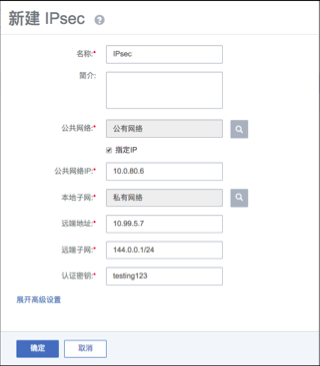 新建 IPsec ?
名称:* IPsec
简介:
公共网络:* 公有网络
指定IP
公共网络IP:* 10.0.80.6
本地子网:* 私有网络
远端地址:* 10.99.5.7
远端子网:* 144.0.0.1/24
认证密钥:* testing123
展开高级设置
确定 取消